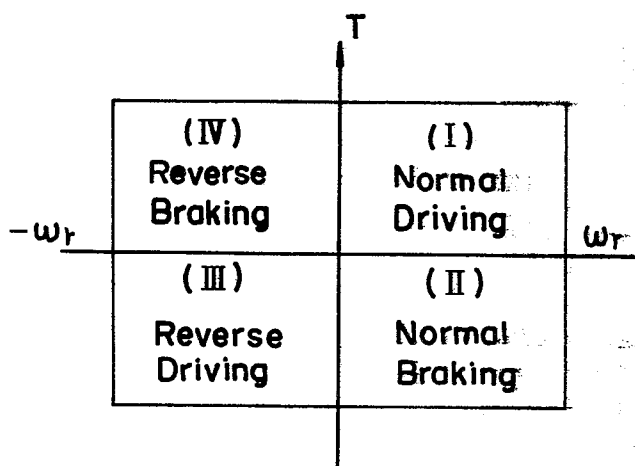 T
(IV)
Reverse
Braking
(I)
Normal
Driving
-ωr
ωr
(III)
Reverse
Driving
(II)
Normal
Braking